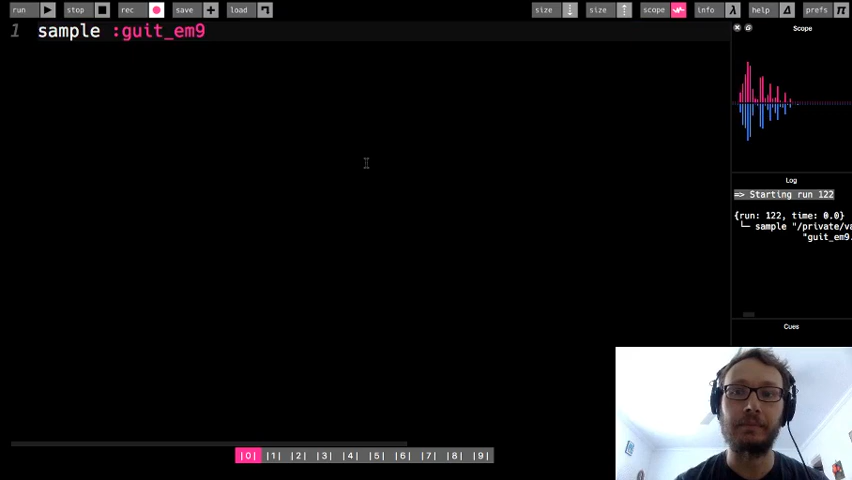 run stop rec save + load size size scope info λ help prefs π
1 sample :guit_em9
Scope
Log
=> Starting run 122
{run: 122, time: 0.0}
└─ sample "/private/va
"guit_em9.
Cues
|0| |1| |2| |3| |4| |5| |6| |7| |8| |9|